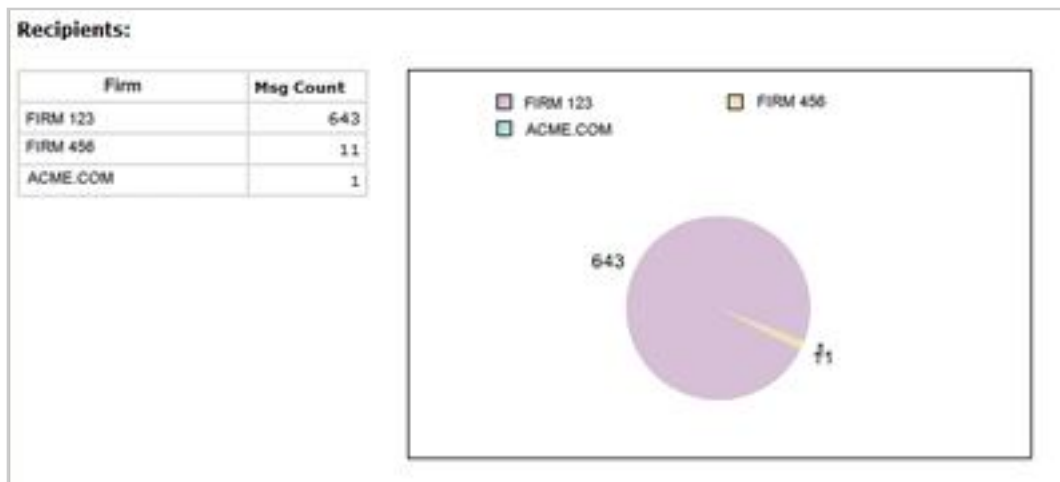 Recipients:
Firm Msg Count
FIRM 123 643
FIRM 456 11
ACME.COM 1
FIRM 123 FIRM 456
ACME.COM
643
11